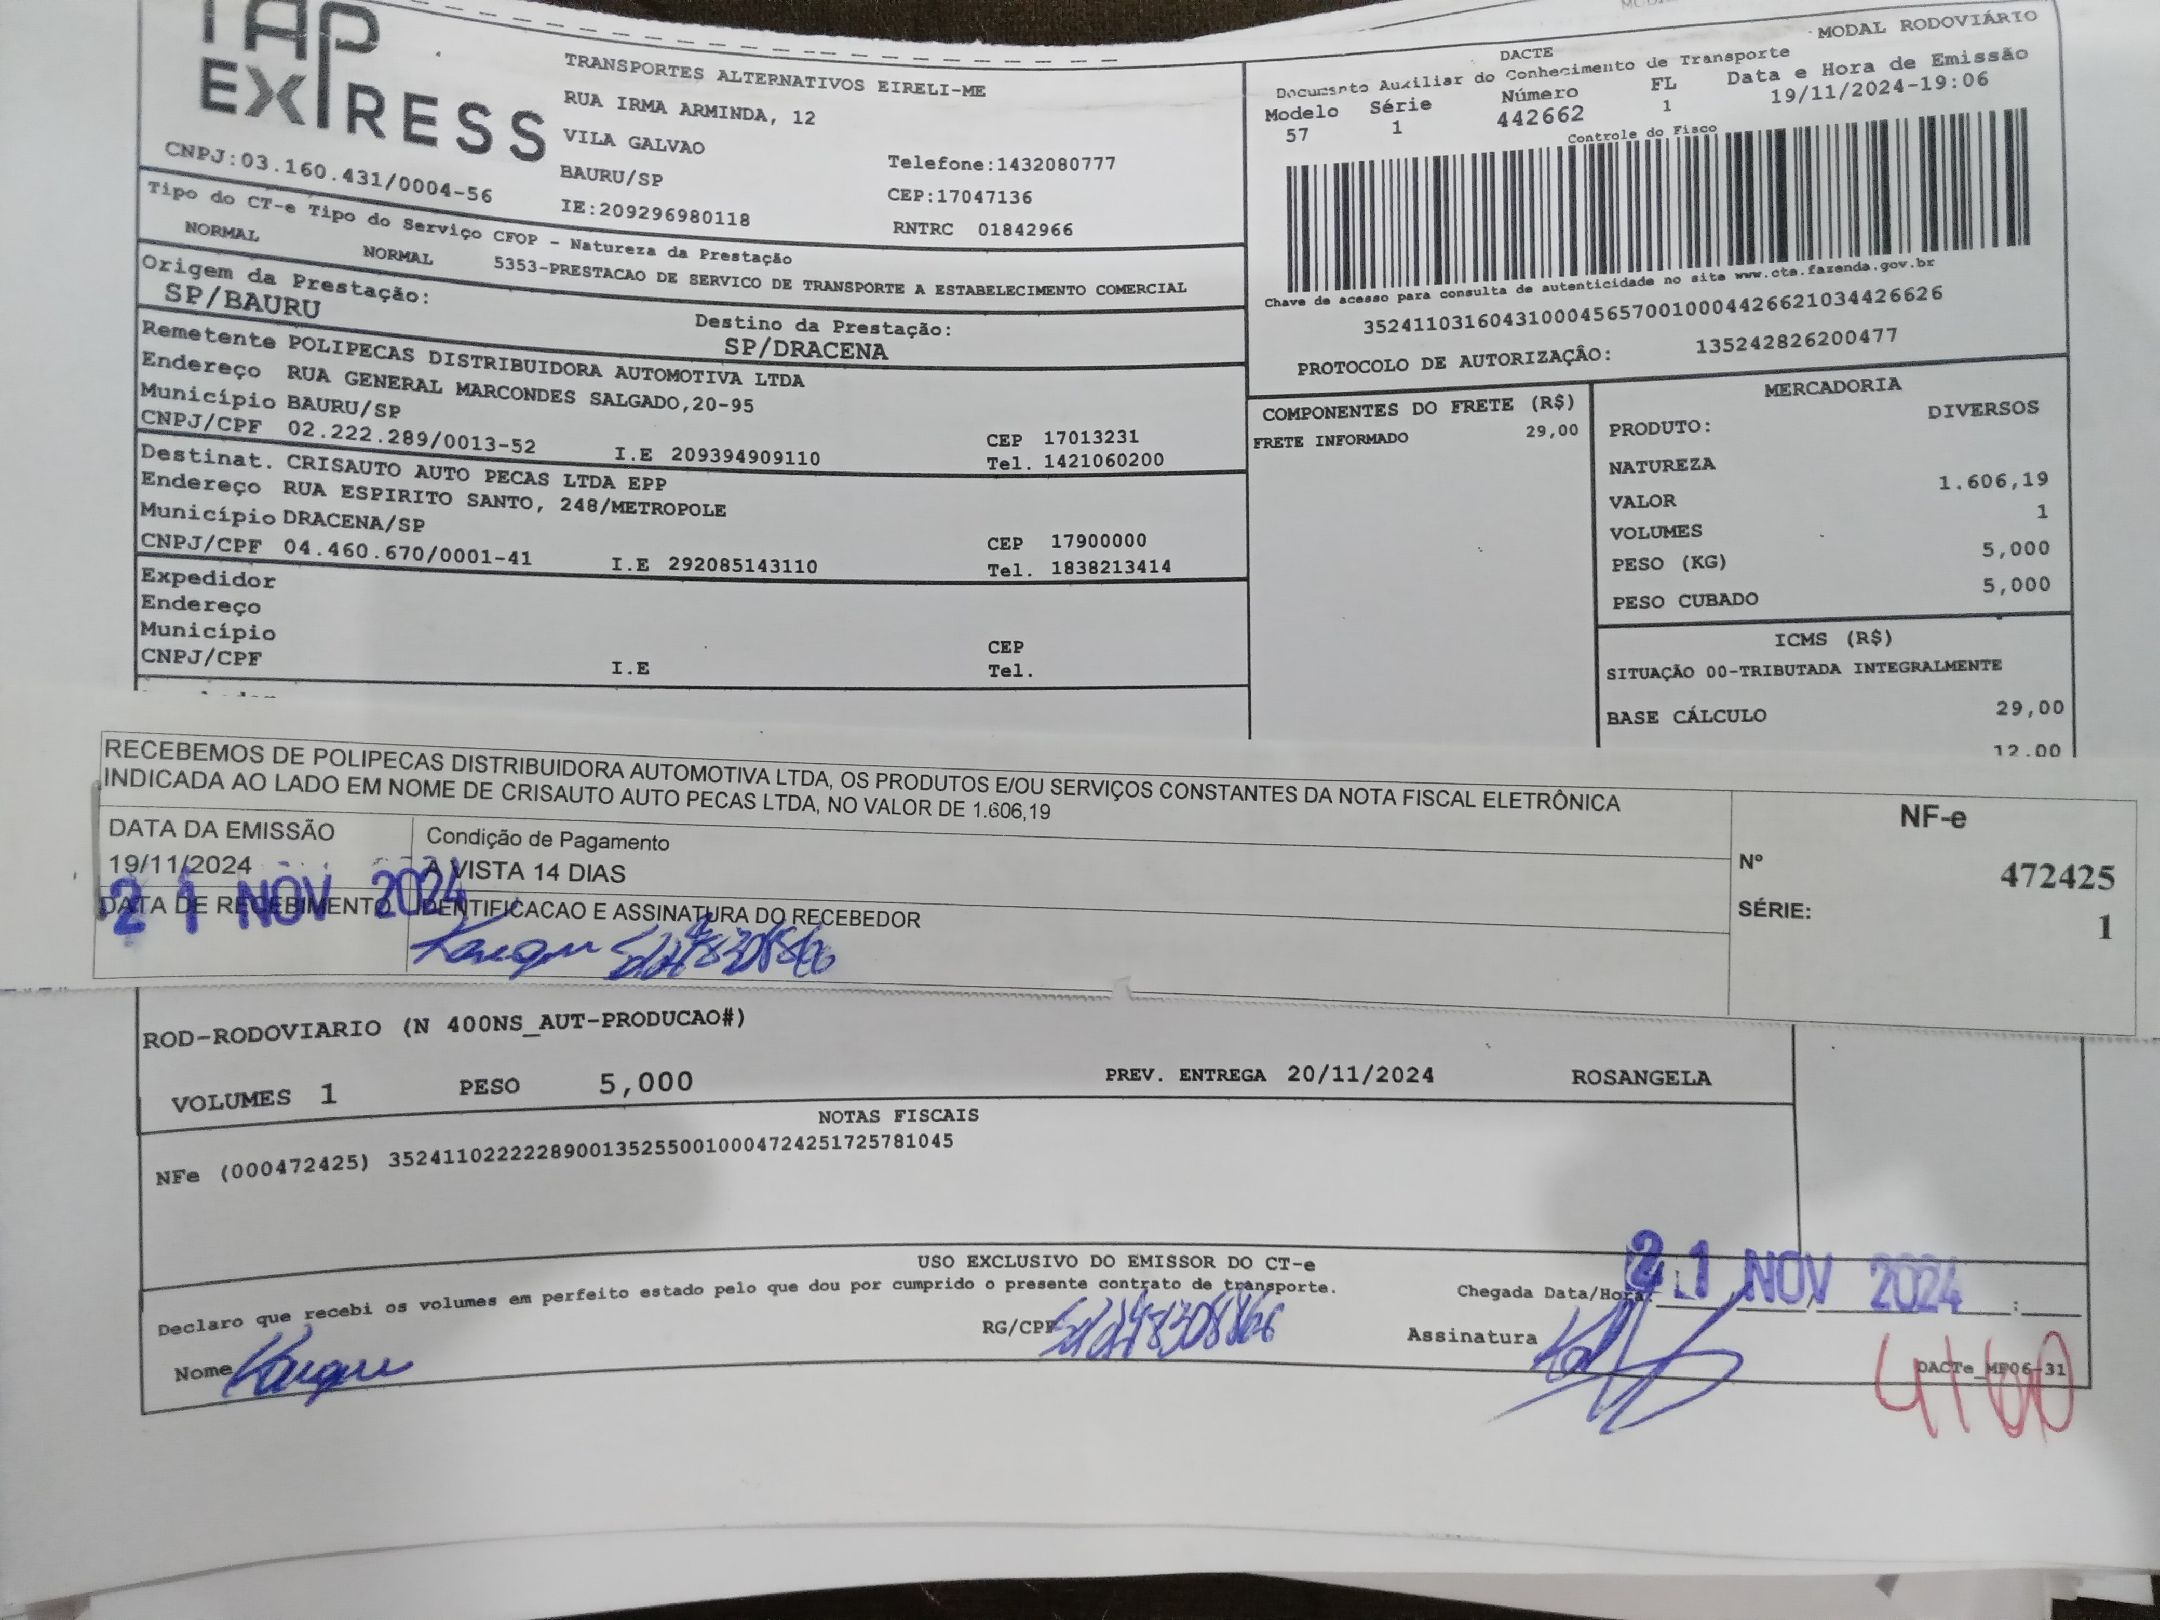 TAP
EXPRESS
CNPJ:03.160.431/0004-56
TRANSPORTES ALTERNATIVOS EIRELI-ME
RUA IRMA ARMINDA, 12
VILA GALVAO
BAURU/SP
IE:209296980118
Telefone:1432080777
CEP:17047136
RNTRC 01842966
MODAL RODOVIÁRIO
DACTE
Documento Auxiliar do Conhecimento de Transporte
Modelo Série Número FL Data e Hora de Emissão
57 1 442662 1 19/11/2024-19:06
Controle do Fisco
Chave de acesso para consulta de autenticidade no site www.cte.fazenda.gov.br
35241103160431000456570010004426621034426626
PROTOCOLO DE AUTORIZAÇÂO: 135242826200477
Tipo do CT-e Tipo do Serviço CFOP - Natureza da Prestação
NORMAL NORMAL 5353-PRESTACAO DE SERVICO DE TRANSPORTE A ESTABELECIMENTO COMERCIAL
Origem da Prestação: Destino da Prestação:
SP/BAURU SP/DRACENA
Remetente POLIPECAS DISTRIBUIDORA AUTOMOTIVA LTDA
Endereço RUA GENERAL MARCONDES SALGADO,20-95
Município BAURU/SP CEP 17013231
CNPJ/CPF 02.222.289/0013-52 I.E 209394909110 Tel. 1421060200
Destinat. CRISAUTO AUTO PECAS LTDA EPP
Endereço RUA ESPIRITO SANTO, 248/METROPOLE
Município DRACENA/SP CEP 17900000
CNPJ/CPF 04.460.670/0001-41 I.E 292085143110 Tel. 1838213414
Expedidor
Endereço
Município CEP
CNPJ/CPF I.E Tel.
COMPONENTES DO FRETE (R$)
FRETE INFORMADO 29,00
MERCADORIA
PRODUTO: DIVERSOS
NATUREZA
VALOR 1.606,19
VOLUMES 1
PESO (KG) 5,000
PESO CUBADO 5,000
ICMS (R$)
SITUAÇÃO 00-TRIBUTADA INTEGRALMENTE
BASE CÁLCULO 29,00
12.00
RECEBEMOS DE POLIPECAS DISTRIBUIDORA AUTOMOTIVA LTDA, OS PRODUTOS E/OU SERVIÇOS CONSTANTES DA NOTA FISCAL ELETRÔNICA
INDICADA AO LADO EM NOME DE CRISAUTO AUTO PECAS LTDA, NO VALOR DE 1.606,19
DATA DA EMISSÃO Condição de Pagamento
19/11/2024 A VISTA 14 DIAS
21 NOV 2024
DATA DE RECEBIMENTO IDENTIFICACAO E ASSINATURA DO RECEBEDOR
NF-e
Nº 472425
SÉRIE: 1
ROD-RODOVIARIO (N 400NS_AUT-PRODUCAO#)
VOLUMES 1 PESO 5,000 PREV. ENTREGA 20/11/2024 ROSANGELA
NOTAS FISCAIS
NFe (000472425) 35241102222289001352550010004724251725781045
USO EXCLUSIVO DO EMISSOR DO CT-e
Declaro que recebi os volumes em perfeito estado pelo que dou por cumprido o presente contrato de transporte.
Chegada Data/Hora: 21 NOV 2024
Nome RG/CPF Assinatura
DACTe_MF06-31